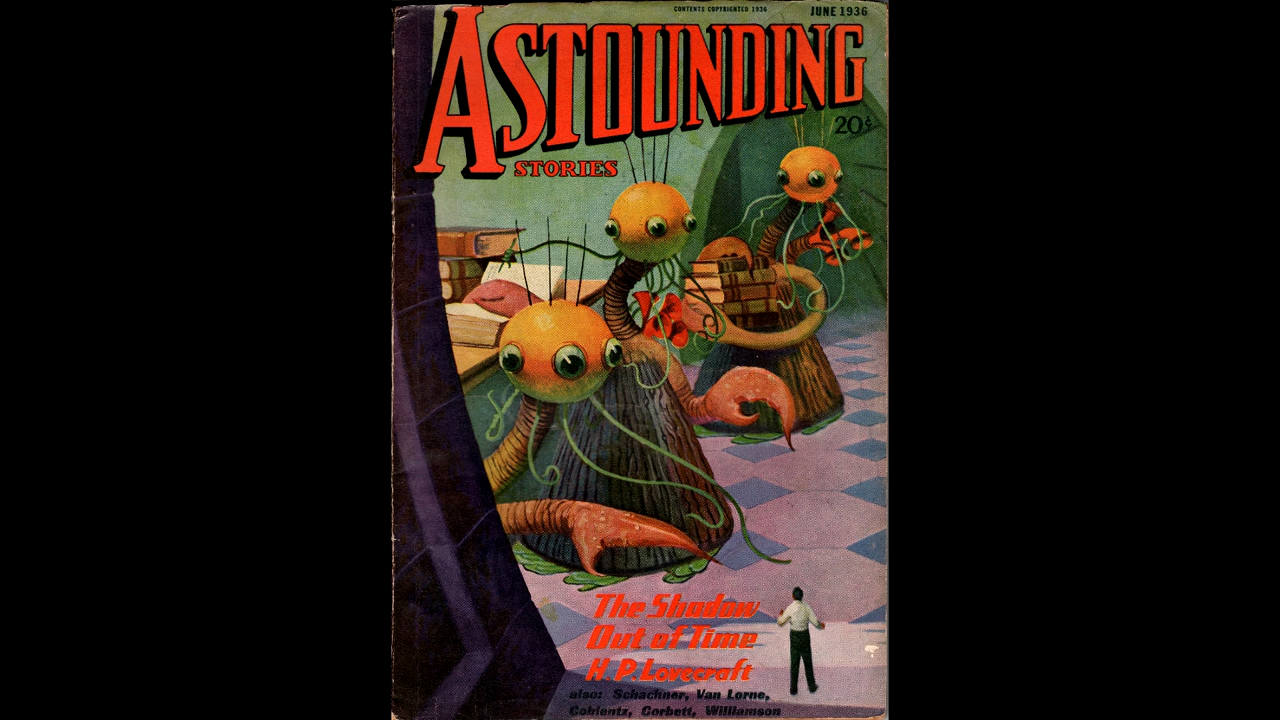 CONTENTS COPYRIGHTED 1936
JUNE 1936
ASTOUNDING
20¢
STORIES
The Shadow
Out of Time
H. P. Lovecraft
also: Schachner, Van Lorne,
Coblentz, Corbett, Williamson